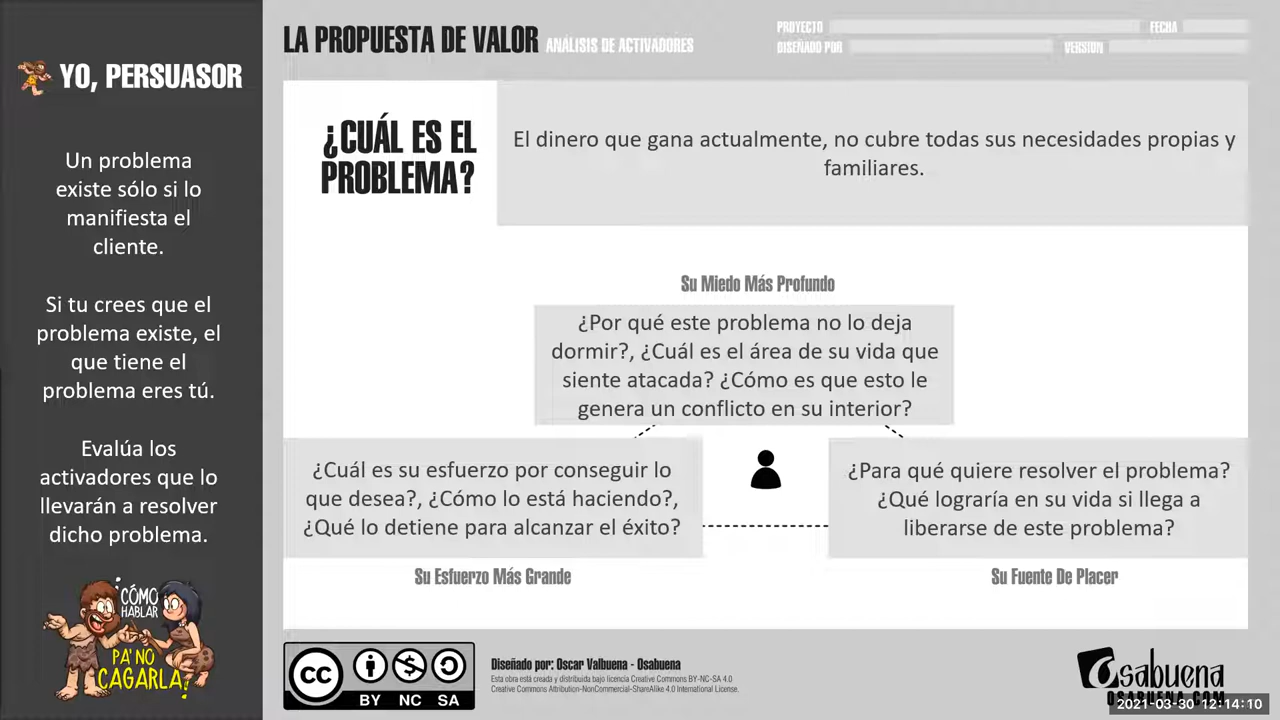 YO, PERSUASOR
Un problema
existe sólo si lo
manifiesta el
cliente.
Si tu crees que el
problema existe, el
que tiene el
problema eres tú.
Evalúa los
activadores que lo
llevarán a resolver
dicho problema.
¡CÓMO
HABLAR
PA' NO
CAGARLA!
LA PROPUESTA DE VALOR ANÁLISIS DE ACTIVADORES
PROYECTO
FECHA
DISEÑADO POR
VERSION
¿CUÁL ES EL
PROBLEMA?
El dinero que gana actualmente, no cubre todas sus necesidades propias y
familiares.
Su Miedo Más Profundo
¿Por qué este problema no lo deja
dormir?, ¿Cuál es el área de su vida que
siente atacada? ¿Cómo es que esto le
genera un conflicto en su interior?
¿Cuál es su esfuerzo por conseguir lo
que desea?, ¿Cómo lo está haciendo?,
¿Qué lo detiene para alcanzar el éxito?
Su Esfuerzo Más Grande
¿Para qué quiere resolver el problema?
¿Qué lograría en su vida si llega a
liberarse de este problema?
Su Fuente De Placer
CC
BY NC SA
Diseñado por: Oscar Valbuena - Osabuena
Esta obra está creada y distribuida bajo licencia Creative Commons BY-NC-SA 4.0
Creative Commons Attribution-NonCommercial-ShareAlike 4.0 International License.
Osabuena
OSABUENA.COM
2021-03-30 12:14:10